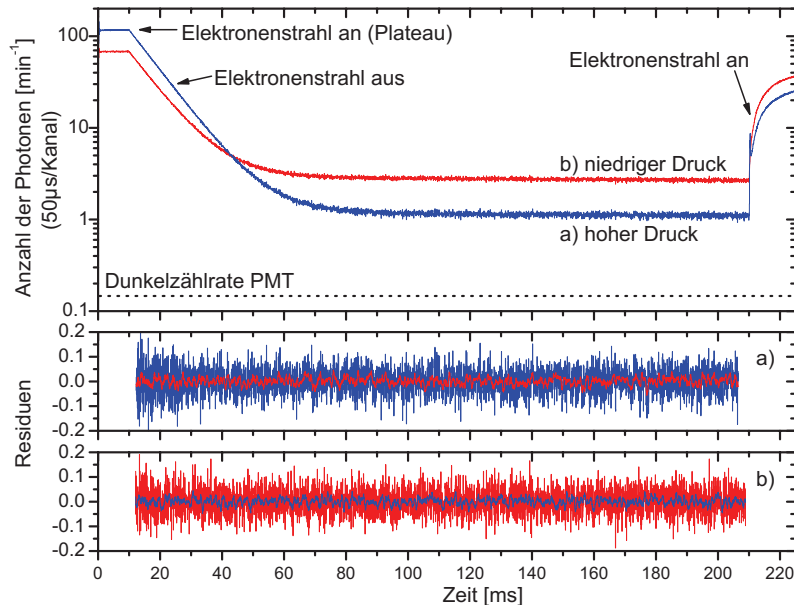 Anzahl der Photonen [min⁻¹]
(50µs/Kanal)
100
10
1
0.1
Elektronenstrahl an (Plateau)
Elektronenstrahl aus
Elektronenstrahl an
b) niedriger Druck
a) hoher Druck
Dunkelzählrate PMT
Residuen
0.2
0.1
0.0
-0.1
-0.2
a)
0.2
0.1
0.0
-0.1
-0.2
b)
0 20 40 60 80 100 120 140 160 180 200 220
Zeit [ms]